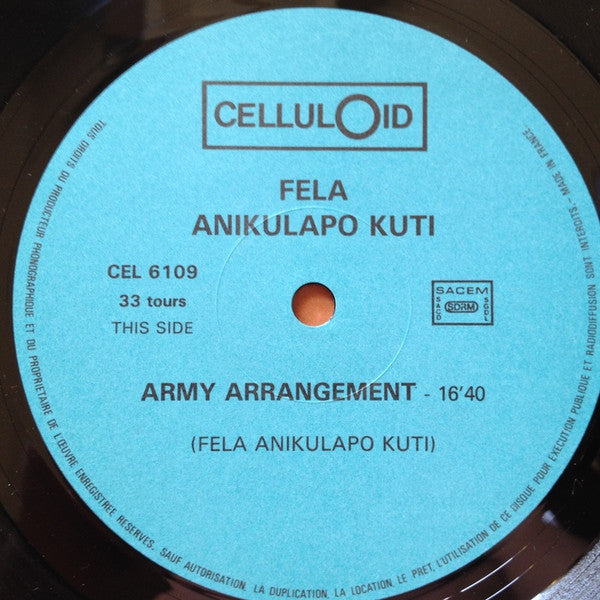 CELLULOID
FELA
ANIKULAPO KUTI
CEL 6109
33 tours
THIS SIDE
SACEM
SACD
SDRM
SGDL
ARMY ARRANGEMENT - 16'40
(FELA ANIKULAPO KUTI)
TOUS DROITS DU PRODUCTEUR PHONOGRAPHIQUE ET DU PROPRIETAIRE DE L'ŒUVRE ENREGISTREE RESERVES. SAUF AUTORISATION, LA DUPLICATION, LA LOCATION, LE PRET, L'UTILISATION DE CE DISQUE POUR EXECUTION PUBLIQUE ET RADIODIFFUSION SONT INTERDITS - MADE IN FRANCE.